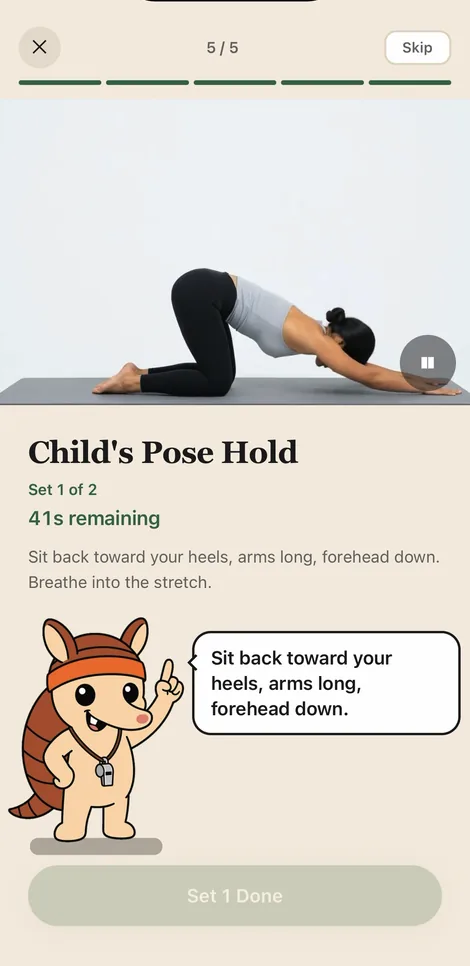 5 / 5
Skip
Child's Pose Hold
Set 1 of 2
41s remaining
Sit back toward your heels, arms long, forehead down.
Breathe into the stretch.
Sit back toward your
heels, arms long,
forehead down.
Set 1 Done